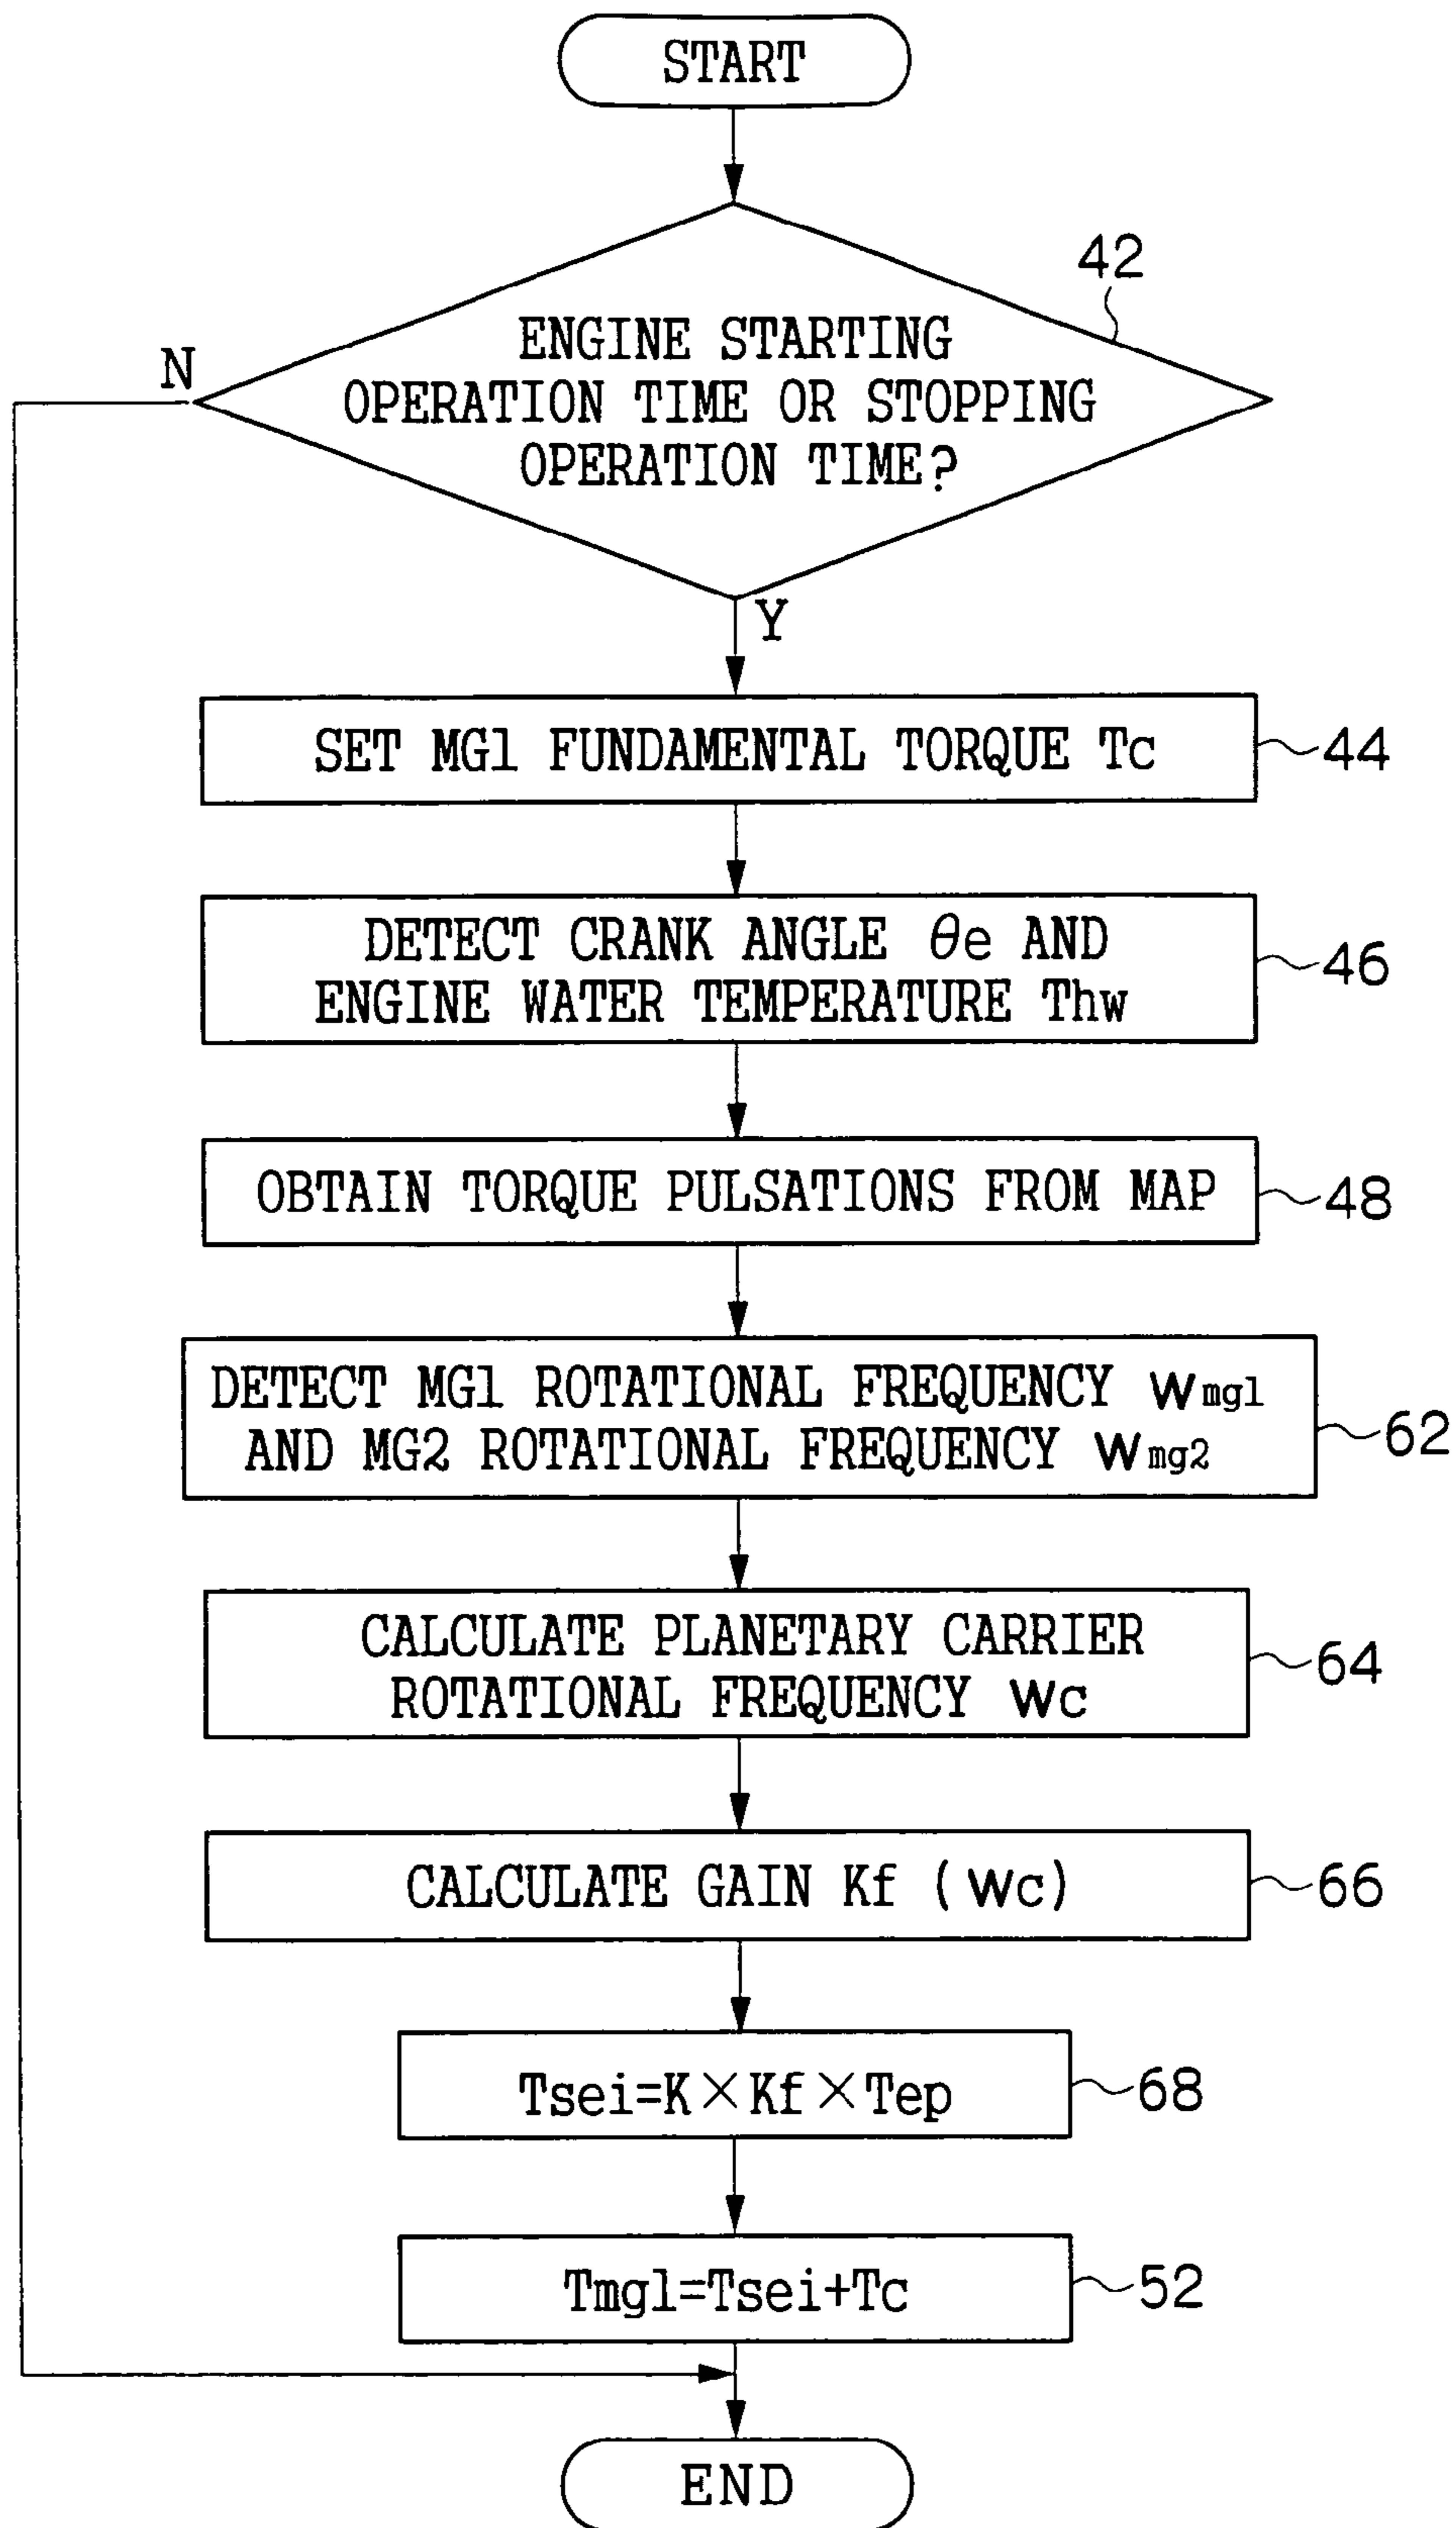 START
42
ENGINE STARTING
OPERATION TIME OR STOPPING
OPERATION TIME?
N
Y
SET MG1 FUNDAMENTAL TORQUE Tc
44
DETECT CRANK ANGLE θe AND
ENGINE WATER TEMPERATURE Thw
46
OBTAIN TORQUE PULSATIONS FROM MAP
48
DETECT MG1 ROTATIONAL FREQUENCY Wmg1
AND MG2 ROTATIONAL FREQUENCY Wmg2
62
CALCULATE PLANETARY CARRIER
ROTATIONAL FREQUENCY Wc
64
CALCULATE GAIN Kf (Wc)
66
Tsei=K×Kf×Tep
68
Tmg1=Tsei+Tc
52
END